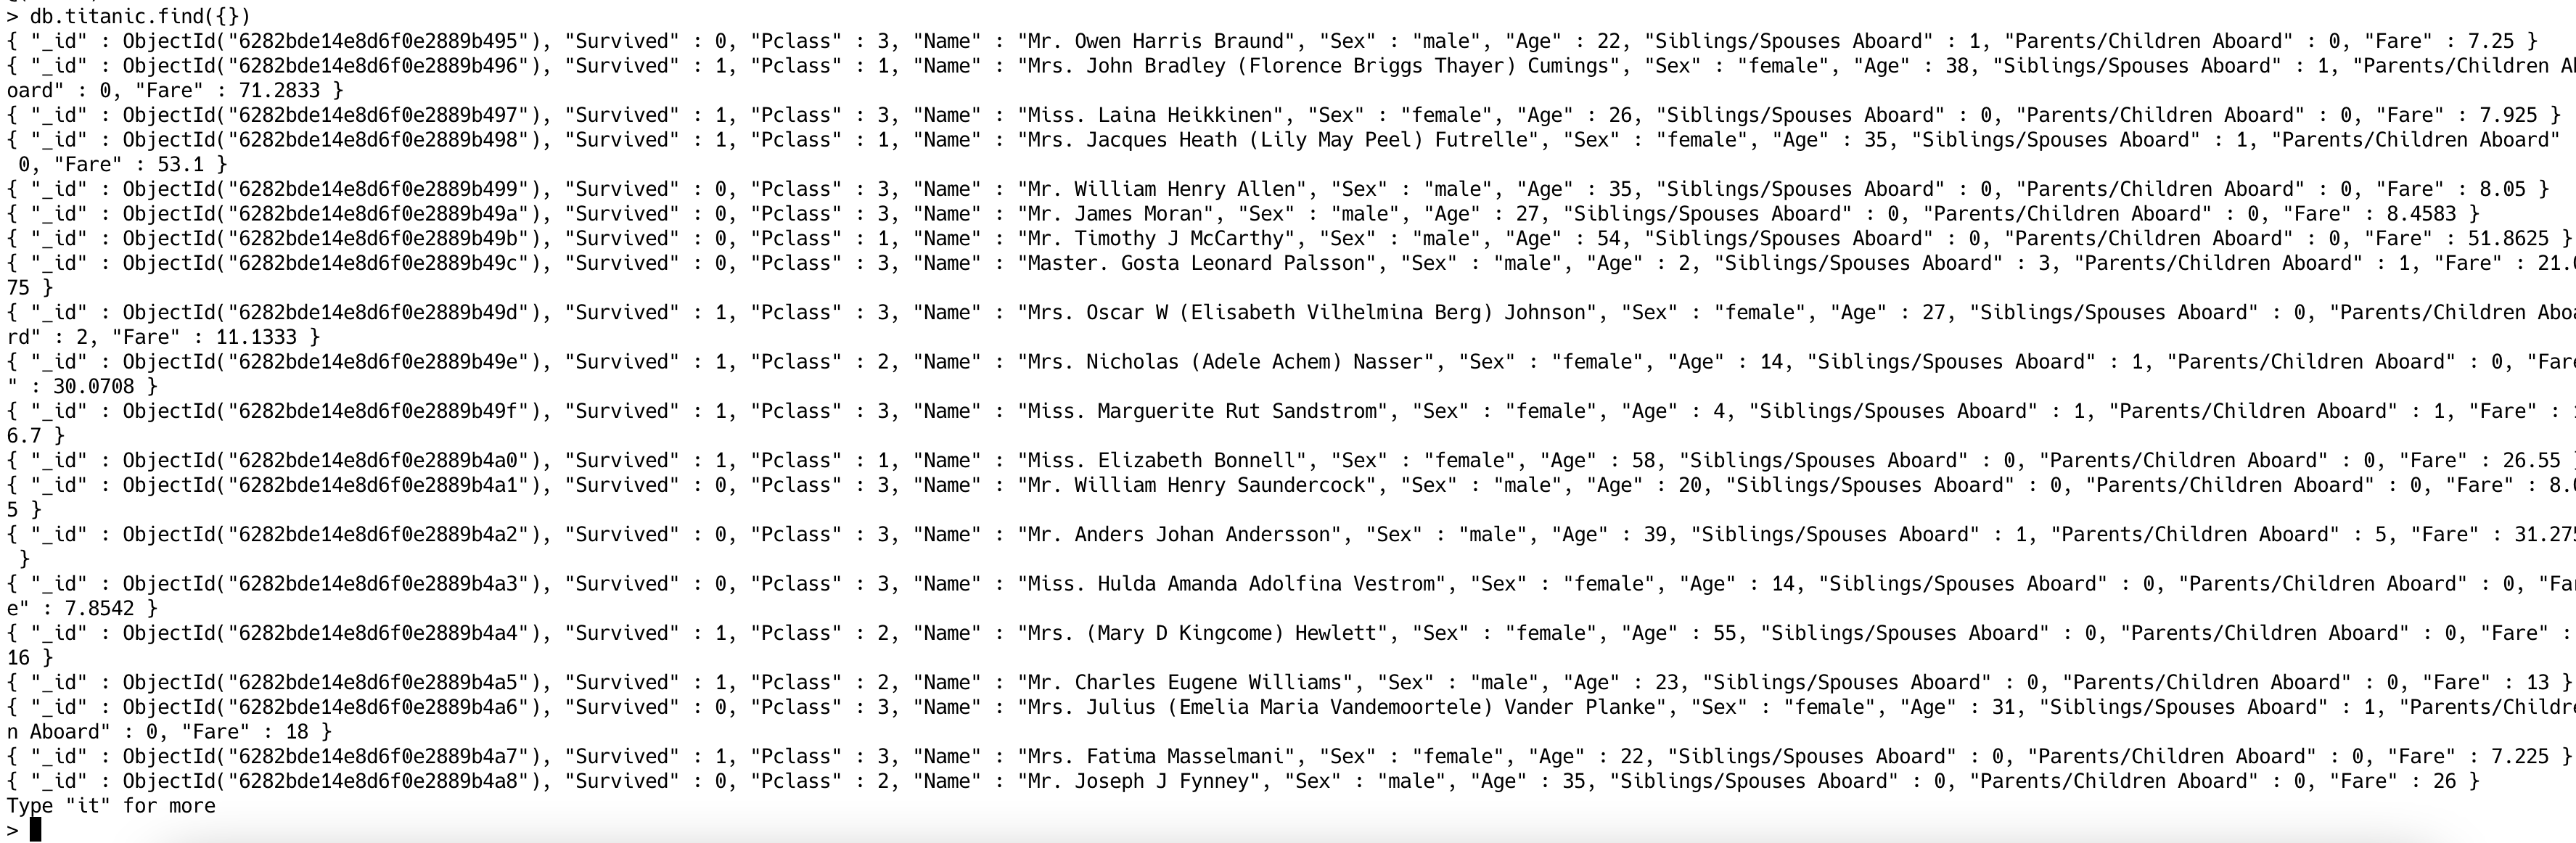 > db.titanic.find({})
{ "_id" : ObjectId("6282bde14e8d6f0e2889b495"), "Survived" : 0, "Pclass" : 3, "Name" : "Mr. Owen Harris Braund", "Sex" : "male", "Age" : 22, "Siblings/Spouses Aboard" : 1, "Parents/Children Aboard" : 0, "Fare" : 7.25 }
{ "_id" : ObjectId("6282bde14e8d6f0e2889b496"), "Survived" : 1, "Pclass" : 1, "Name" : "Mrs. John Bradley (Florence Briggs Thayer) Cumings", "Sex" : "female", "Age" : 38, "Siblings/Spouses Aboard" : 1, "Parents/Children Ab
oard" : 0, "Fare" : 71.2833 }
{ "_id" : ObjectId("6282bde14e8d6f0e2889b497"), "Survived" : 1, "Pclass" : 3, "Name" : "Miss. Laina Heikkinen", "Sex" : "female", "Age" : 26, "Siblings/Spouses Aboard" : 0, "Parents/Children Aboard" : 0, "Fare" : 7.925 }
{ "_id" : ObjectId("6282bde14e8d6f0e2889b498"), "Survived" : 1, "Pclass" : 1, "Name" : "Mrs. Jacques Heath (Lily May Peel) Futrelle", "Sex" : "female", "Age" : 35, "Siblings/Spouses Aboard" : 1, "Parents/Children Aboard"
0, "Fare" : 53.1 }
{ "_id" : ObjectId("6282bde14e8d6f0e2889b499"), "Survived" : 0, "Pclass" : 3, "Name" : "Mr. William Henry Allen", "Sex" : "male", "Age" : 35, "Siblings/Spouses Aboard" : 0, "Parents/Children Aboard" : 0, "Fare" : 8.05 }
{ "_id" : ObjectId("6282bde14e8d6f0e2889b49a"), "Survived" : 0, "Pclass" : 3, "Name" : "Mr. James Moran", "Sex" : "male", "Age" : 27, "Siblings/Spouses Aboard" : 0, "Parents/Children Aboard" : 0, "Fare" : 8.4583 }
{ "_id" : ObjectId("6282bde14e8d6f0e2889b49b"), "Survived" : 0, "Pclass" : 1, "Name" : "Mr. Timothy J McCarthy", "Sex" : "male", "Age" : 54, "Siblings/Spouses Aboard" : 0, "Parents/Children Aboard" : 0, "Fare" : 51.8625 }
{ "_id" : ObjectId("6282bde14e8d6f0e2889b49c"), "Survived" : 0, "Pclass" : 3, "Name" : "Master. Gosta Leonard Palsson", "Sex" : "male", "Age" : 2, "Siblings/Spouses Aboard" : 3, "Parents/Children Aboard" : 1, "Fare" : 21.0
75 }
{ "_id" : ObjectId("6282bde14e8d6f0e2889b49d"), "Survived" : 1, "Pclass" : 3, "Name" : "Mrs. Oscar W (Elisabeth Vilhelmina Berg) Johnson", "Sex" : "female", "Age" : 27, "Siblings/Spouses Aboard" : 0, "Parents/Children Aboa
rd" : 2, "Fare" : 11.1333 }
{ "_id" : ObjectId("6282bde14e8d6f0e2889b49e"), "Survived" : 1, "Pclass" : 2, "Name" : "Mrs. Nicholas (Adele Achem) Nasser", "Sex" : "female", "Age" : 14, "Siblings/Spouses Aboard" : 1, "Parents/Children Aboard" : 0, "Fare
" : 30.0708 }
{ "_id" : ObjectId("6282bde14e8d6f0e2889b49f"), "Survived" : 1, "Pclass" : 3, "Name" : "Miss. Marguerite Rut Sandstrom", "Sex" : "female", "Age" : 4, "Siblings/Spouses Aboard" : 1, "Parents/Children Aboard" : 1, "Fare" :
6.7 }
{ "_id" : ObjectId("6282bde14e8d6f0e2889b4a0"), "Survived" : 1, "Pclass" : 1, "Name" : "Miss. Elizabeth Bonnell", "Sex" : "female", "Age" : 58, "Siblings/Spouses Aboard" : 0, "Parents/Children Aboard" : 0, "Fare" : 26.55 }
{ "_id" : ObjectId("6282bde14e8d6f0e2889b4a1"), "Survived" : 0, "Pclass" : 3, "Name" : "Mr. William Henry Saundercock", "Sex" : "male", "Age" : 20, "Siblings/Spouses Aboard" : 0, "Parents/Children Aboard" : 0, "Fare" : 8.0
5 }
{ "_id" : ObjectId("6282bde14e8d6f0e2889b4a2"), "Survived" : 0, "Pclass" : 3, "Name" : "Mr. Anders Johan Andersson", "Sex" : "male", "Age" : 39, "Siblings/Spouses Aboard" : 1, "Parents/Children Aboard" : 5, "Fare" : 31.275
}
{ "_id" : ObjectId("6282bde14e8d6f0e2889b4a3"), "Survived" : 0, "Pclass" : 3, "Name" : "Miss. Hulda Amanda Adolfina Vestrom", "Sex" : "female", "Age" : 14, "Siblings/Spouses Aboard" : 0, "Parents/Children Aboard" : 0, "Far
e" : 7.8542 }
{ "_id" : ObjectId("6282bde14e8d6f0e2889b4a4"), "Survived" : 1, "Pclass" : 2, "Name" : "Mrs. (Mary D Kingcome) Hewlett", "Sex" : "female", "Age" : 55, "Siblings/Spouses Aboard" : 0, "Parents/Children Aboard" : 0, "Fare" :
16 }
{ "_id" : ObjectId("6282bde14e8d6f0e2889b4a5"), "Survived" : 1, "Pclass" : 2, "Name" : "Mr. Charles Eugene Williams", "Sex" : "male", "Age" : 23, "Siblings/Spouses Aboard" : 0, "Parents/Children Aboard" : 0, "Fare" : 13 }
{ "_id" : ObjectId("6282bde14e8d6f0e2889b4a6"), "Survived" : 0, "Pclass" : 3, "Name" : "Mrs. Julius (Emelia Maria Vandemoortele) Vander Planke", "Sex" : "female", "Age" : 31, "Siblings/Spouses Aboard" : 1, "Parents/Childre
n Aboard" : 0, "Fare" : 18 }
{ "_id" : ObjectId("6282bde14e8d6f0e2889b4a7"), "Survived" : 1, "Pclass" : 3, "Name" : "Mrs. Fatima Masselmani", "Sex" : "female", "Age" : 22, "Siblings/Spouses Aboard" : 0, "Parents/Children Aboard" : 0, "Fare" : 7.225 }
{ "_id" : ObjectId("6282bde14e8d6f0e2889b4a8"), "Survived" : 0, "Pclass" : 2, "Name" : "Mr. Joseph J Fynney", "Sex" : "male", "Age" : 35, "Siblings/Spouses Aboard" : 0, "Parents/Children Aboard" : 0, "Fare" : 26 }
Type "it" for more
>